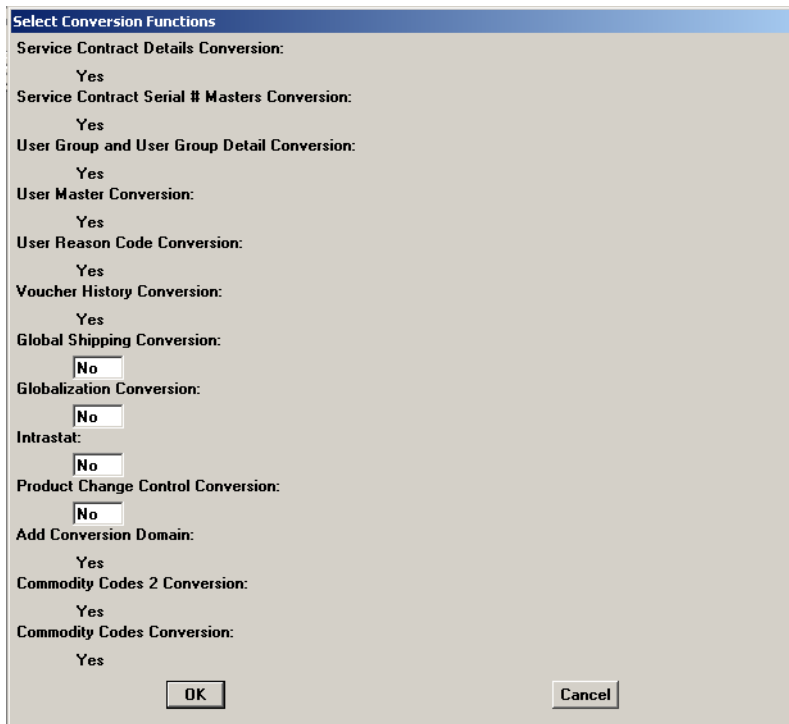 Select Conversion Functions
Service Contract Details Conversion:
Yes
Service Contract Serial # Masters Conversion:
Yes
User Group and User Group Detail Conversion:
Yes
User Master Conversion:
Yes
User Reason Code Conversion:
Yes
Voucher History Conversion:
Yes
Global Shipping Conversion:
No
Globalization Conversion:
No
Intrastat:
No
Product Change Control Conversion:
No
Add Conversion Domain:
Yes
Commodity Codes 2 Conversion:
Yes
Commodity Codes Conversion:
Yes
OK Cancel